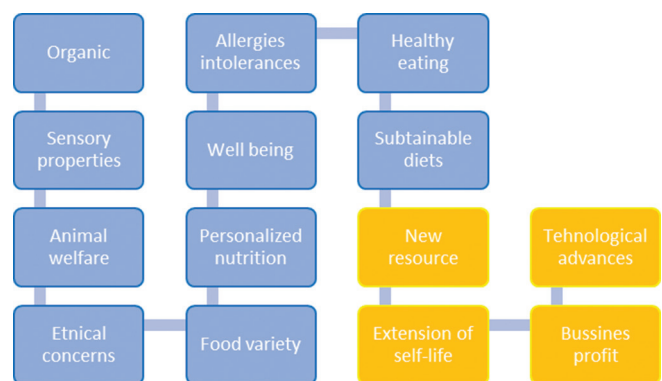 Organic
Sensory
properties
Animal
welfare
Etnical
concerns
Food variety
Personalized
nutrition
Well being
Allergies
intolerances
Healthy
eating
Subtainable
diets
New
resource
Extension of
self-life
Bussines
profit
Tehnological
advances